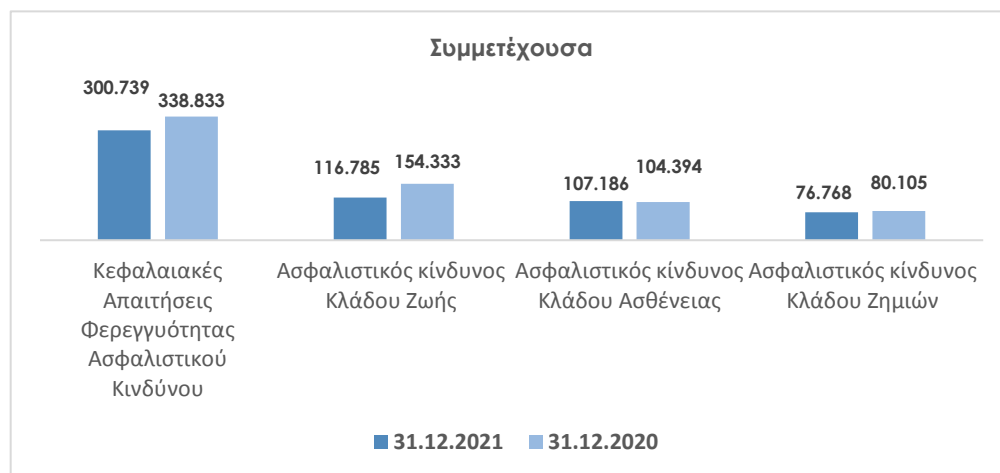 Συμμετέχουσα
300.739
338.833
116.785
154.333
107.186
104.394
76.768
80.105
Κεφαλαιακές
Απαιτήσεις
Φερεγγυότητας
Ασφαλιστικού
Κινδύνου
Ασφαλιστικός κίνδυνος
Κλάδου Ζωής
Ασφαλιστικός κίνδυνος
Κλάδου Ασθένειας
Ασφαλιστικός κίνδυνος
Κλάδου Ζημιών
31.12.2021 31.12.2020